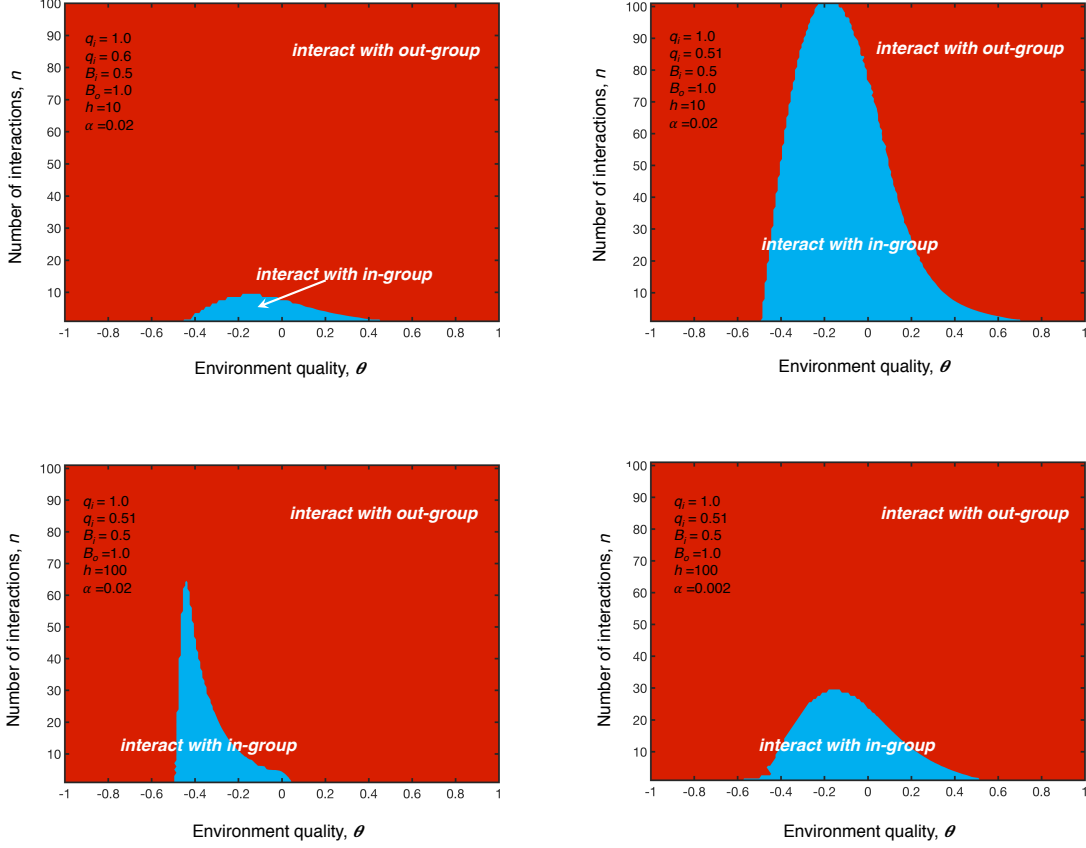 100
90
80
70
60
50
40
30
20
10
Number of interactions, n
q_i = 1.0
q_i = 0.6
B_i = 0.5
B_o =1.0
h=10
α =0.02
interact with out-group
interact with in-group
-1 -0.8 -0.6 -0.4 -0.2 0 0.2 0.4 0.6 0.8 1
Environment quality, θ
100
90
80
70
60
50
40
30
20
10
Number of interactions, n
q_i = 1.0
q_i = 0.51
B_i = 0.5
B_o =1.0
h=10
α =0.02
interact with out-group
interact with in-group
-1 -0.8 -0.6 -0.4 -0.2 0 0.2 0.4 0.6 0.8 1
Environment quality, θ
100
90
80
70
60
50
40
30
20
10
Number of interactions, n
q_i = 1.0
q_i = 0.51
B_i = 0.5
B_o =1.0
h=100
α =0.02
interact with out-group
interact with in-group
-1 -0.8 -0.6 -0.4 -0.2 0 0.2 0.4 0.6 0.8 1
Environment quality, θ
100
90
80
70
60
50
40
30
20
10
Number of interactions, n
q_i = 1.0
q_i = 0.51
B_i = 0.5
B_o =1.0
h=100
α =0.002
interact with out-group
interact with in-group
-1 -0.8 -0.6 -0.4 -0.2 0 0.2 0.4 0.6 0.8 1
Environment quality, θ